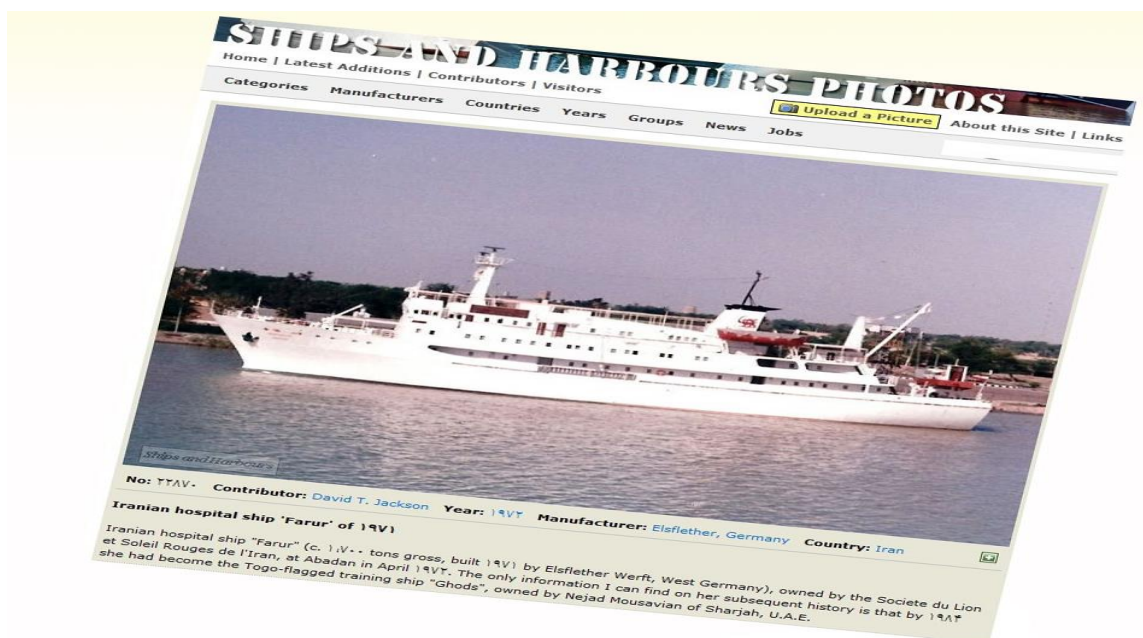 SHIPS AND HARBOURS PHOTOS
Home | Latest Additions | Contributors | Visitors
Upload a Picture About this Site | Links
Categories Manufacturers Countries Years Groups News Jobs
Ships and Harbours
No: ۲۲۸۷۰ Contributor: David T. Jackson Year: ۱۹۷۲ Manufacturer: Elsflether, Germany Country: Iran
Iranian hospital ship 'Farur' of ۱۹۷۱
Iranian hospital ship "Farur" (c. ۱،۷۰۰ tons gross, built ۱۹۷۱ by Elsflether Werft, West Germany), owned by the Societe du Lion
et Soleil Rouges de l'Iran, at Abadan in April ۱۹۷۲. The only information I can find on her subsequent history is that by ۱۹۸۴
she had become the Togo-flagged training ship "Ghods", owned by Nejad Mousavian of Sharjah, U.A.E.